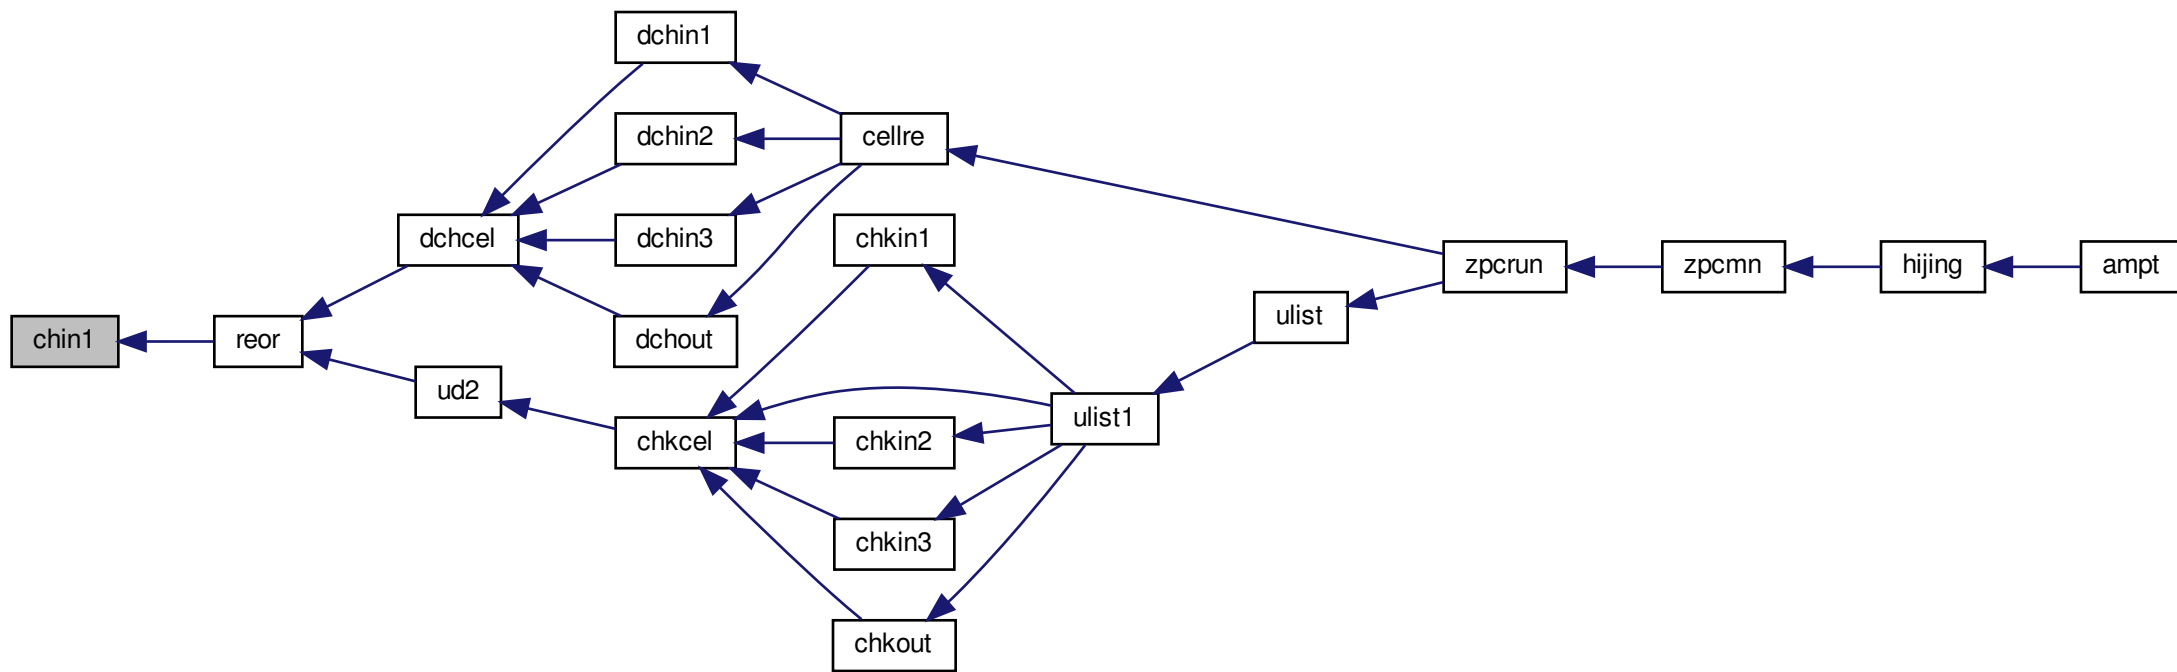 dchin1
dchin2
cellre
dchcel
dchin3
chkin1
zpcrun
zpcmn
hijing
ampt
ulist
chin1
reor
dchout
ud2
ulist1
chkcel
chkin2
chkin3
chkout